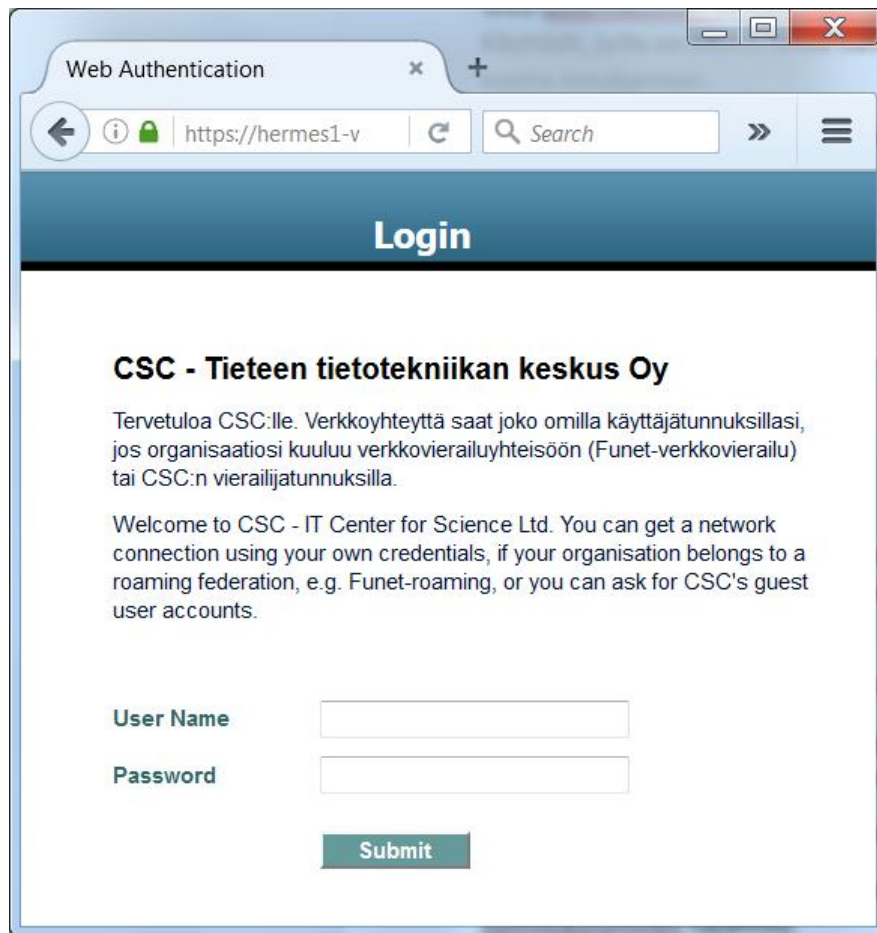 Web Authentication
https://hermes1-v
Search
Login
CSC - Tieteen tietotekniikan keskus Oy
Tervetuloa CSC:lle. Verkkoyhteyttä saat joko omilla käyttäjätunnuksillasi,
jos organisaatiosi kuuluu verkkovierailuyhteisöön (Funet-verkkovierailu)
tai CSC:n vierailijatunnuksilla.
Welcome to CSC - IT Center for Science Ltd. You can get a network
connection using your own credentials, if your organisation belongs to a
roaming federation, e.g. Funet-roaming, or you can ask for CSC's guest
user accounts.
User Name
Password
Submit